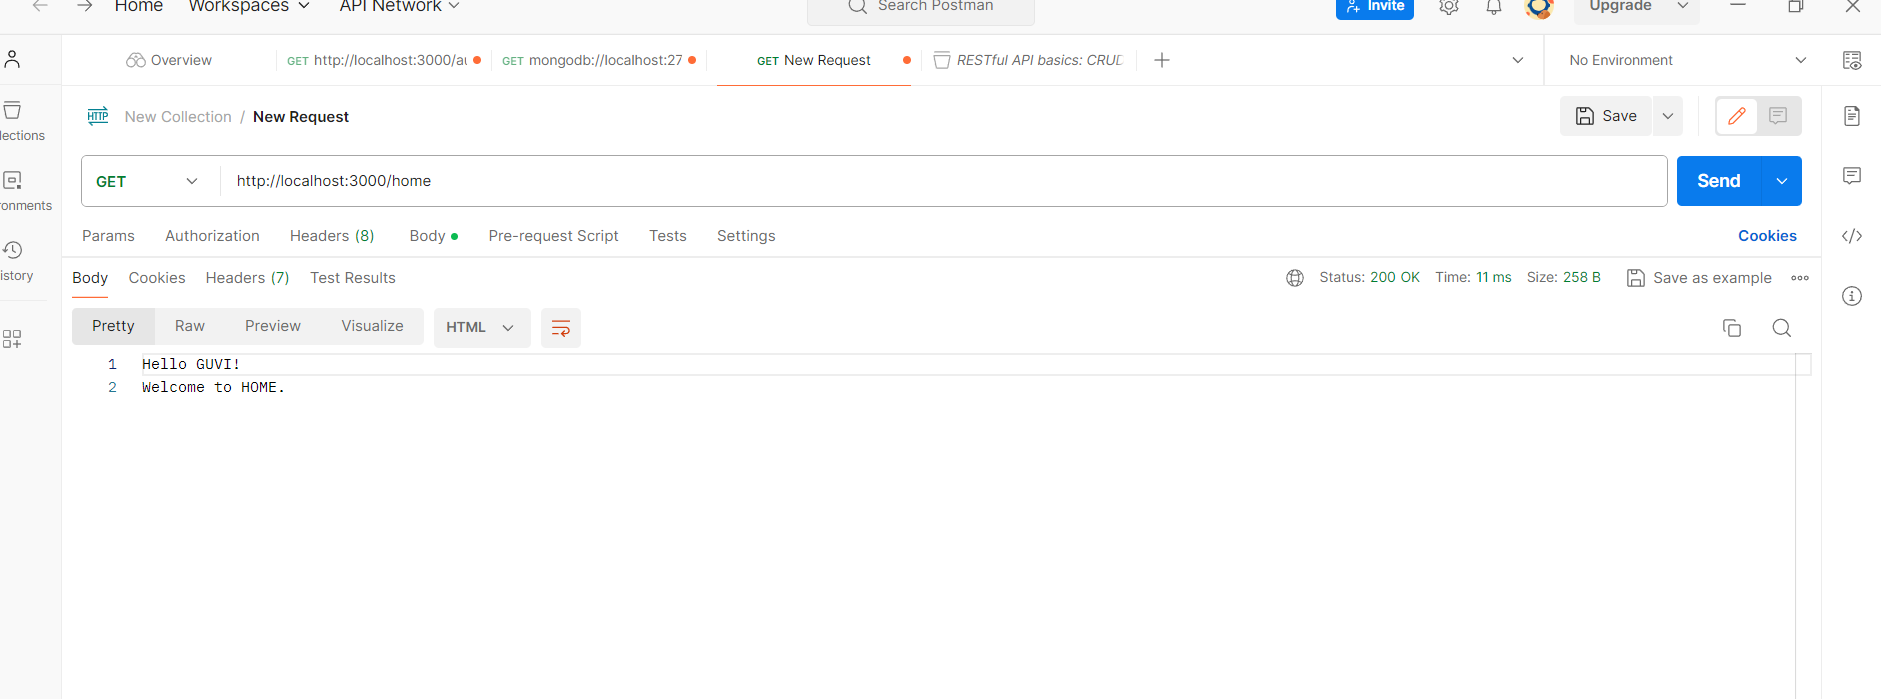 Home Workspaces API Network Search Postman Invite Upgrade
Overview GET http://localhost:3000/au GET mongodb://localhost:27 GET New Request RESTful API basics: CRUD No Environment
HTTP New Collection / New Request Save
lections
GET http://localhost:3000/home Send
ronments
Params Authorization Headers (8) Body Pre-request Script Tests Settings Cookies
istory
Body Cookies Headers (7) Test Results Status: 200 OK Time: 11 ms Size: 258 B Save as example
Pretty Raw Preview Visualize HTML
1 Hello GUVI!
2 Welcome to HOME.